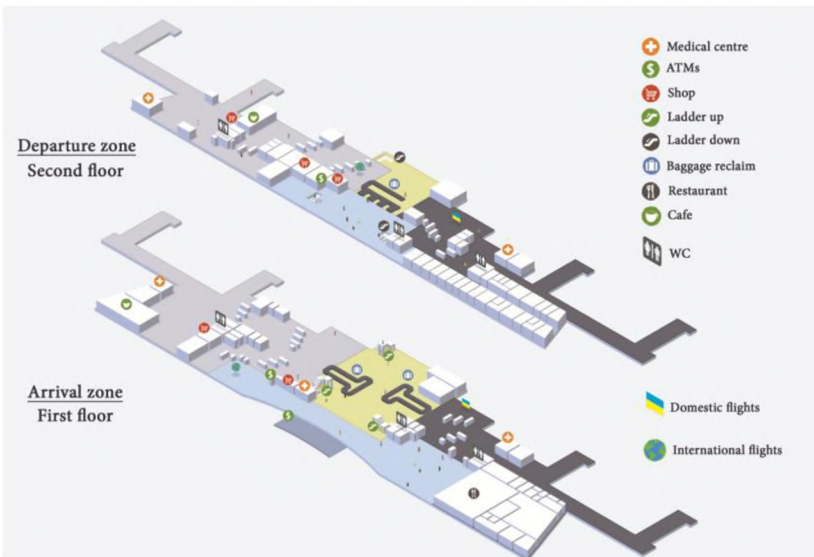 Departure zone
Second floor
Arrival zone
First floor
Medical centre
ATMs
Shop
Ladder up
Ladder down
Baggage reclaim
Restaurant
Cafe
WC
Domestic flights
International flights